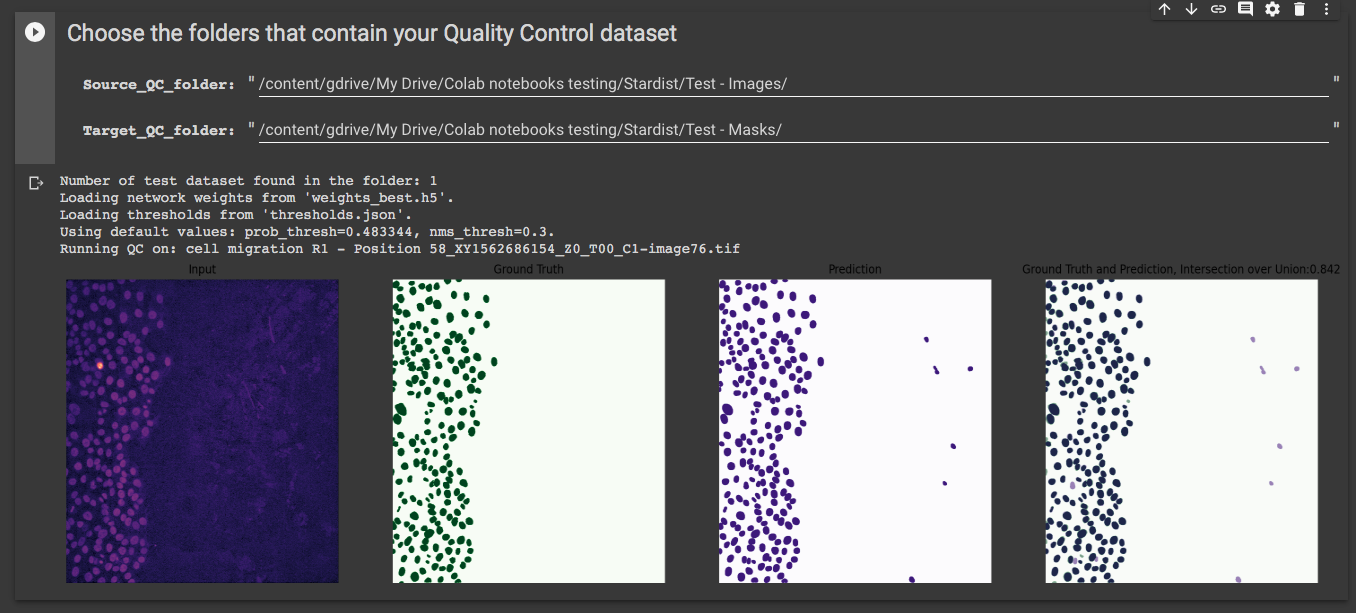 Choose the folders that contain your Quality Control dataset
Source_QC_folder: " /content/gdrive/My Drive/Colab notebooks testing/Stardist/Test - Images/ "
Target_QC_folder: " /content/gdrive/My Drive/Colab notebooks testing/Stardist/Test - Masks/ "
Number of test dataset found in the folder: 1
Loading network weights from 'weights_best.h5'.
Loading thresholds from 'thresholds.json'.
Using default values: prob_thresh=0.483344, nms_thresh=0.3.
Running QC on: cell migration R1 - Position 58_XY1562686154_Z0_T00_C1-image76.tif
Input Ground Truth Prediction Ground Truth and Prediction, Intersection over Union:0.842